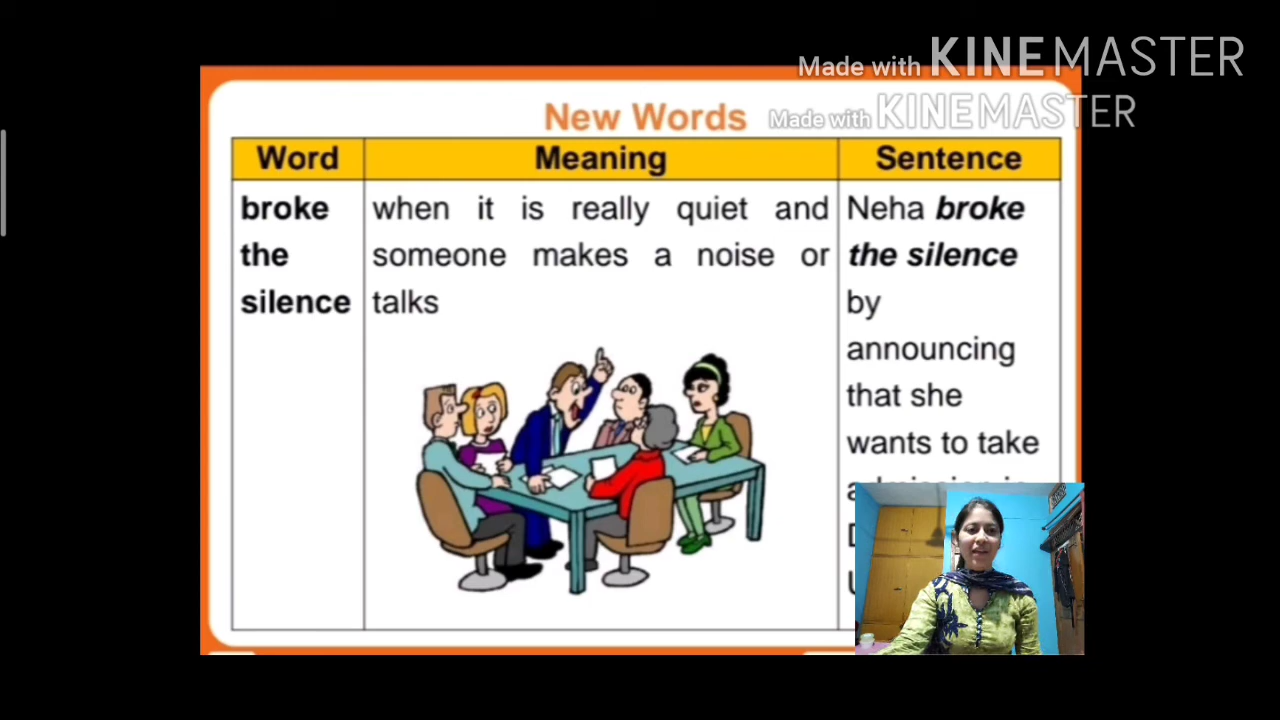 Made with KINEMASTER
Made with KINEMASTER
New Words
Word Meaning Sentence
broke
the
silence
when it is really quiet and
someone makes a noise or
talks
Neha broke
the silence
by
announcing
that she
wants to take